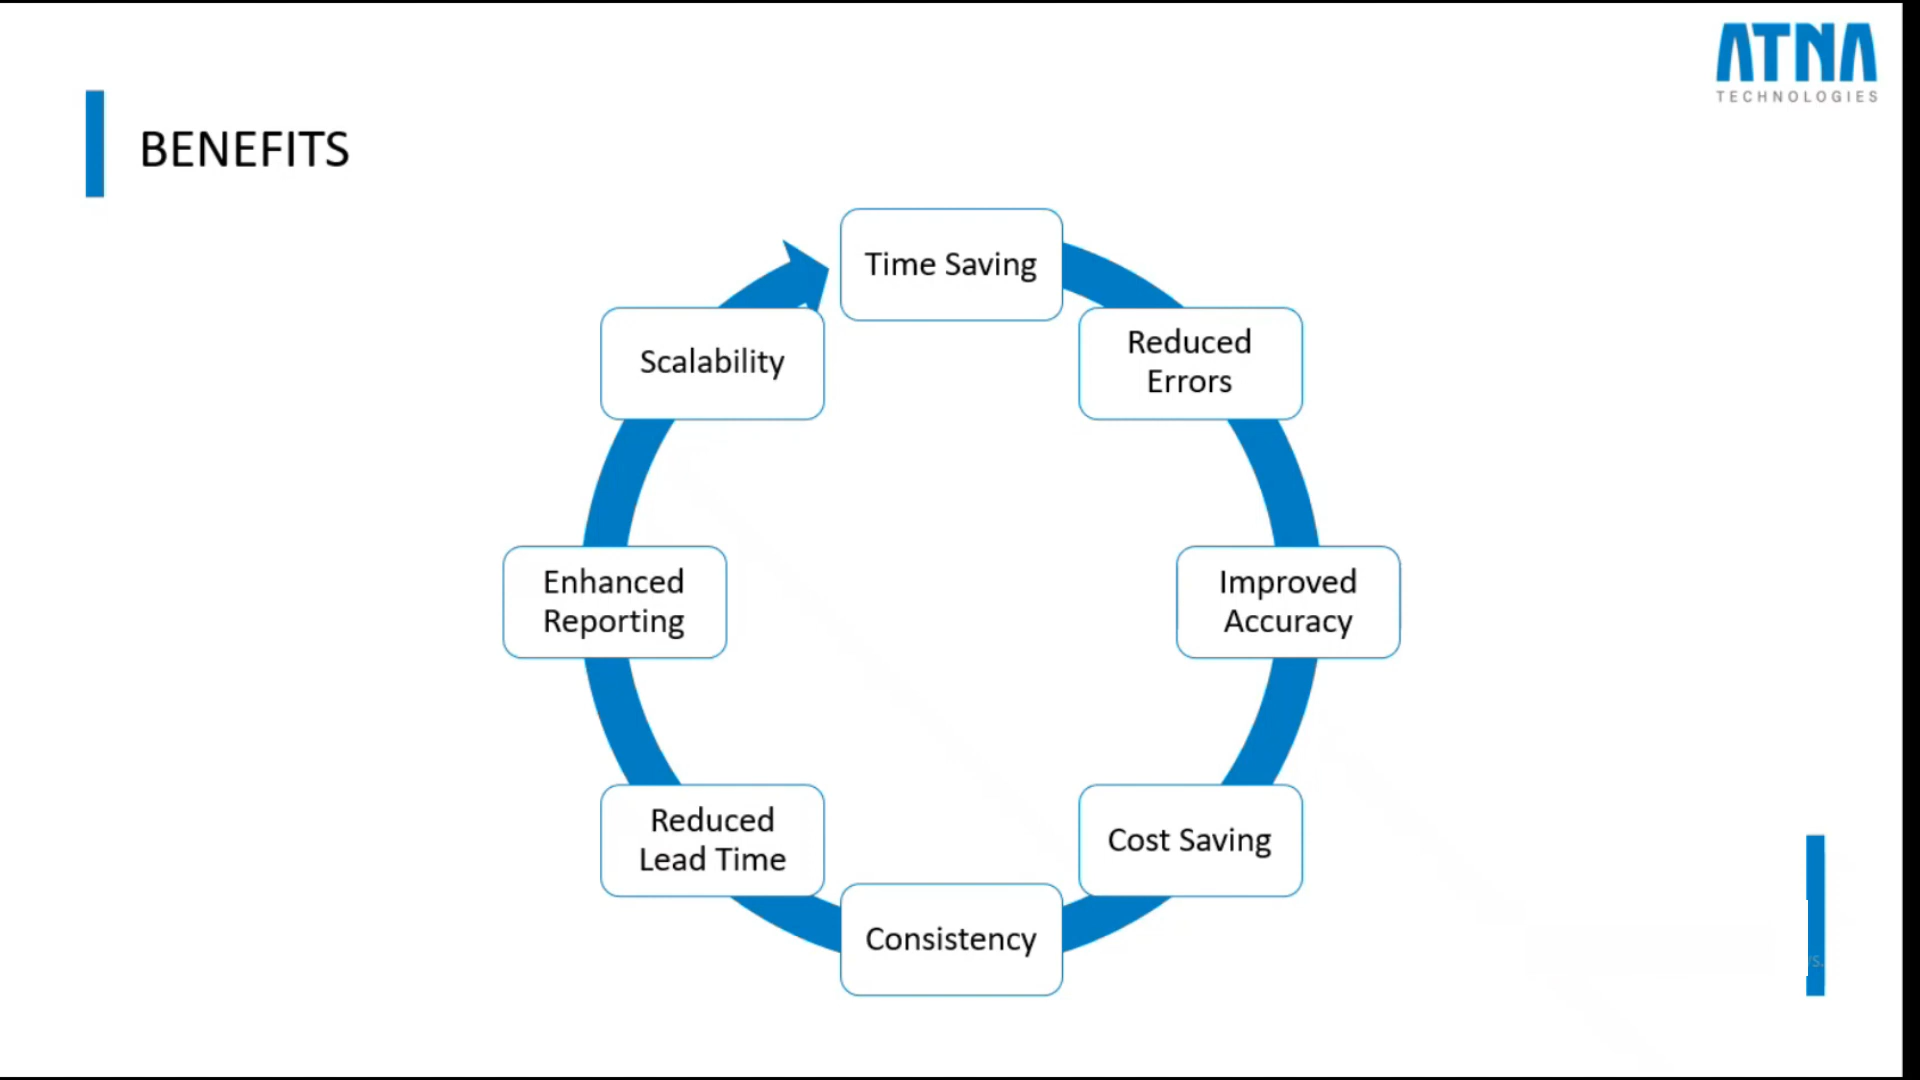 ATNA
TECHNOLOGIES
BENEFITS
Time Saving
Reduced
Errors
Improved
Accuracy
Cost Saving
Consistency
Reduced
Lead Time
Enhanced
Reporting
Scalability